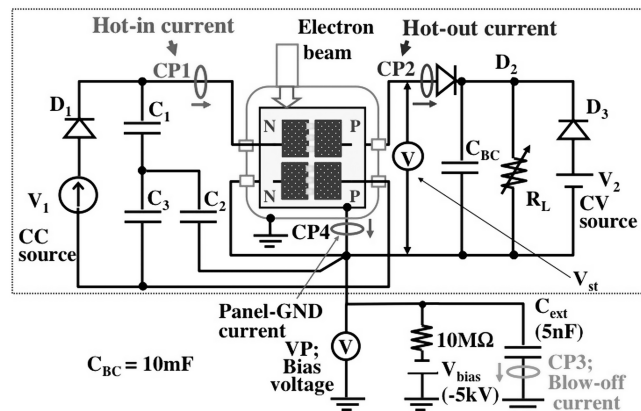 Hot-in current
Electron
beam
Hot-out current
CP1
CP2
D1
C1
N
P
V
D2
D3
CBC
RL
V2
CV
source
V1
CC
source
C3
C2
N
P
CP4
Vst
Panel-GND
current
CBC = 10mF
VP;
Bias
voltage
V
10MΩ
Vbias
(-5kV)
Cext
(5nF)
CP3;
Blow-off
current